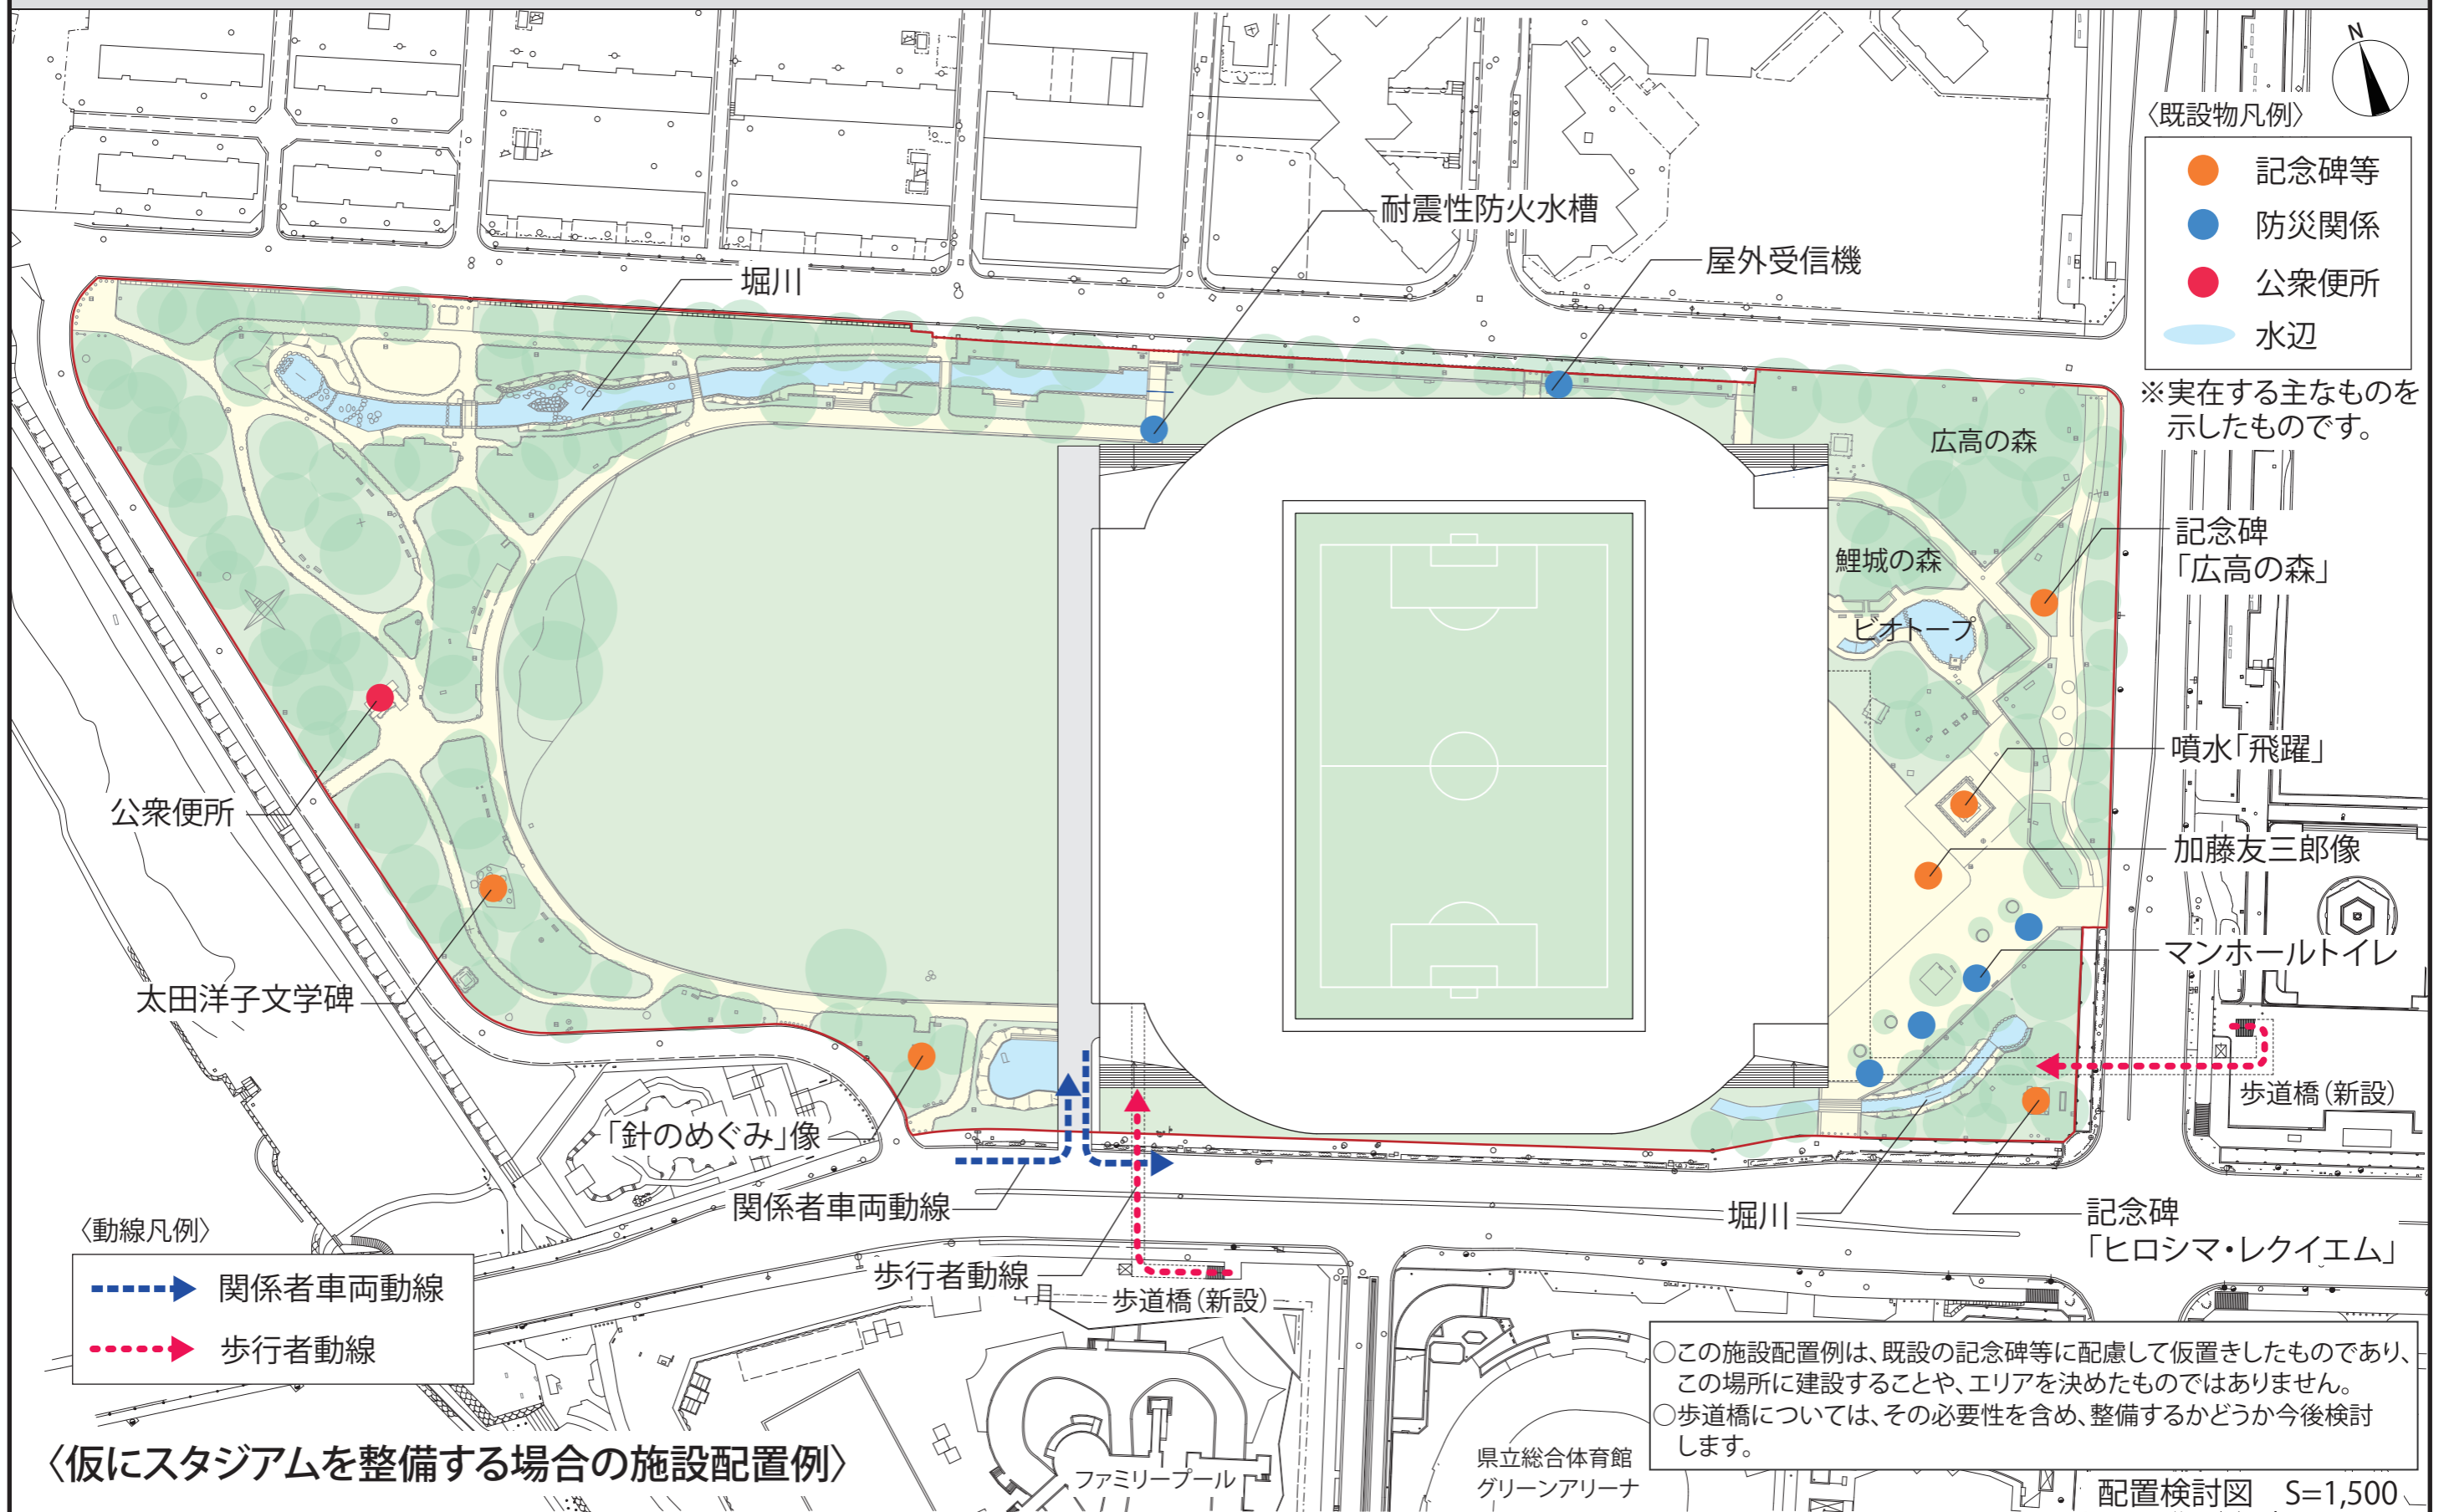 N
〈既設物凡例〉
記念碑等
防災関係
公衆便所
水辺
※実在する主なものを
示したものです。
耐震性防火水槽
屋外受信機
堀川
広高の森
記念碑
「広高の森」
鯉城の森
ビオトープ
噴水「飛躍」
公衆便所
加藤友三郎像
マンホールトイレ
太田洋子文学碑
歩道橋（新設）
「針のめぐみ」像
関係者車両動線
堀川
記念碑
「ヒロシマ・レクイエム」
〈動線凡例〉
関係者車両動線
歩行者動線
歩行者動線
歩道橋（新設）
○この施設配置例は、既設の記念碑等に配慮して仮置きしたものであり、
この場所に建設することや、エリアを決めたものではありません。
○歩道橋については、その必要性を含め、整備するかどうか今後検討
します。
〈仮にスタジアムを整備する場合の施設配置例〉
ファミリープール
県立総合体育館
グリーンアリーナ
配置検討図　S=1,500